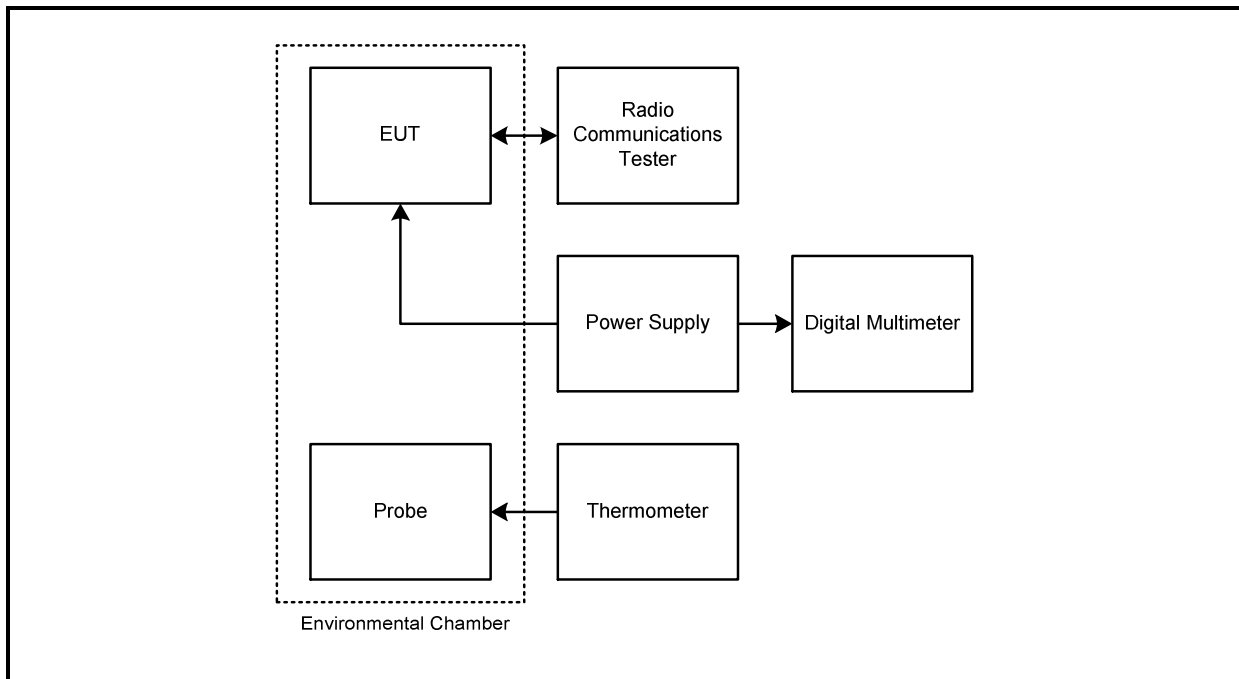 EUT
Radio
Communications
Tester
Power Supply
Digital Multimeter
Probe
Thermometer
Environmental Chamber